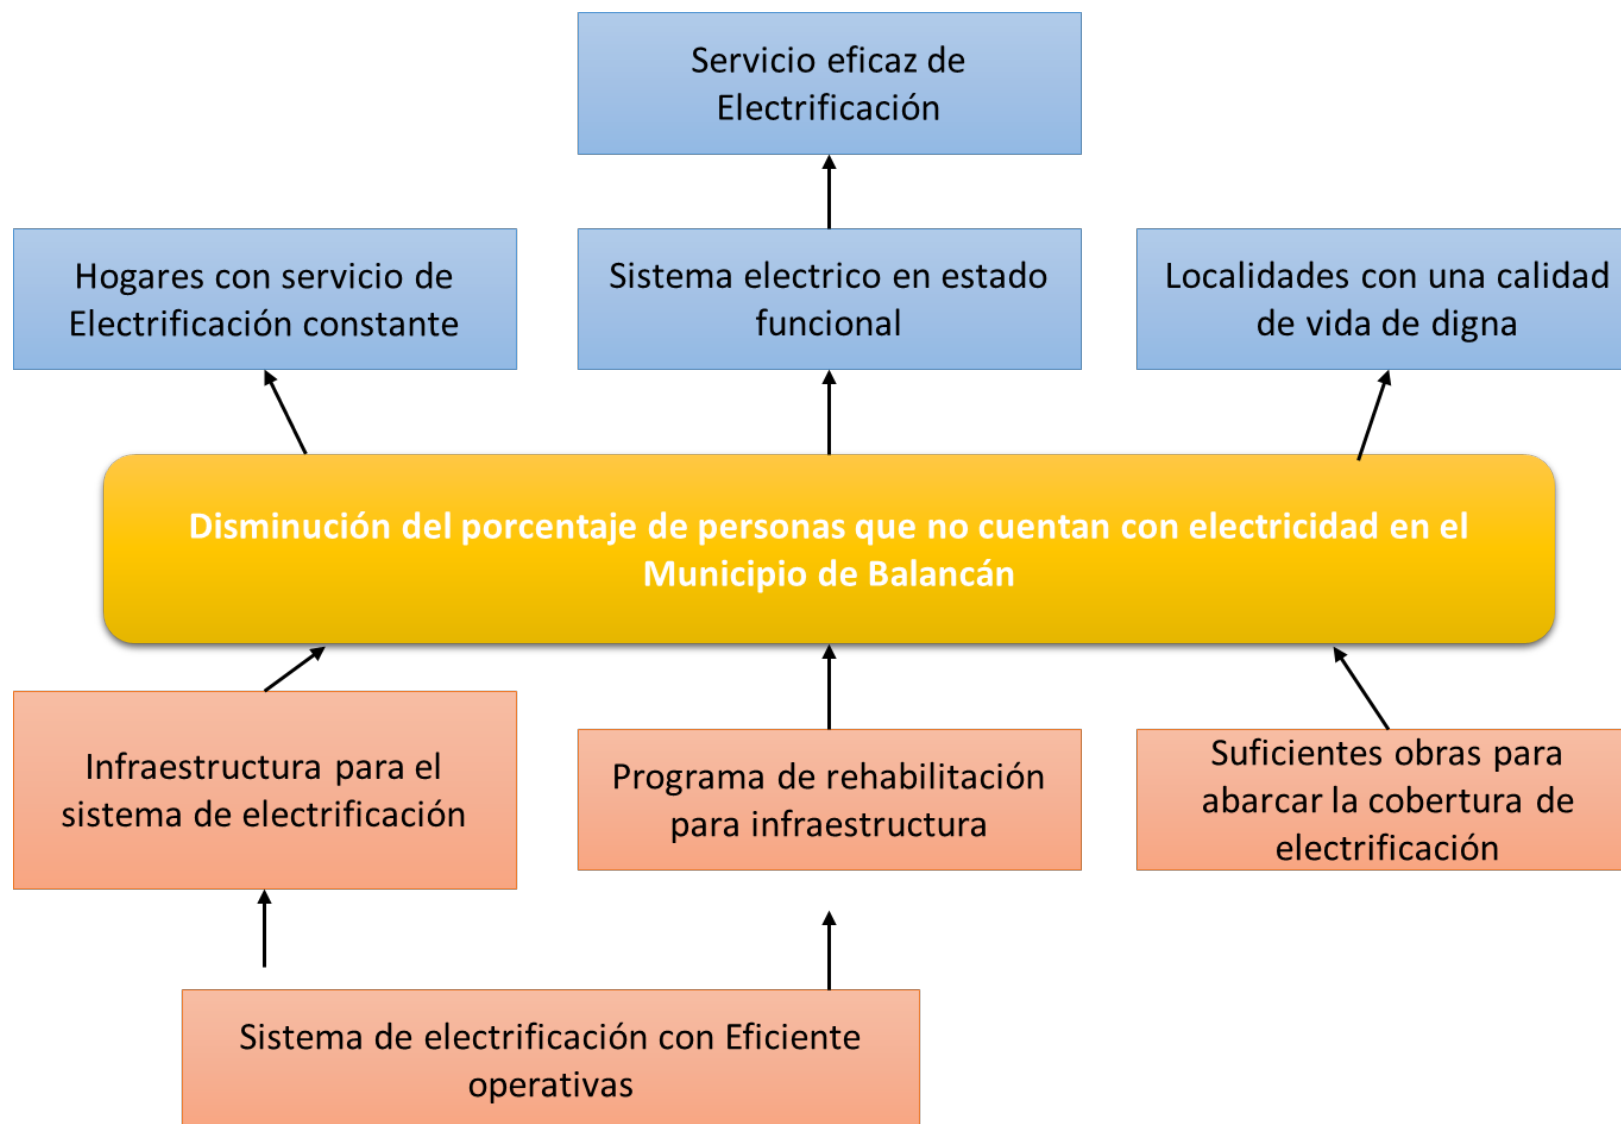 Servicio eficaz de
Electrificación
Hogares con servicio de
Electrificación constante
Sistema electrico en estado
funcional
Localidades con una calidad
de vida de digna
Disminución del porcentaje de personas que no cuentan con electricidad en el
Municipio de Balancán
Infraestructura para el
sistema de electrificación
Programa de rehabilitación
para infraestructura
Suficientes obras para
abarcar la cobertura de
electrificación
Sistema de electrificación con Eficiente
operativas